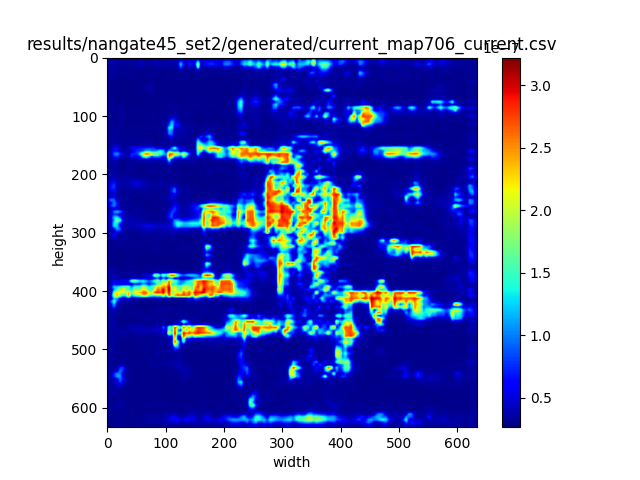 results/nangate45_set2/generated/current_map706_current.csv
1e−7
0
100
200
300
400
500
600
height
0 100 200 300 400 500 600
width
3.0
2.5
2.0
1.5
1.0
0.5